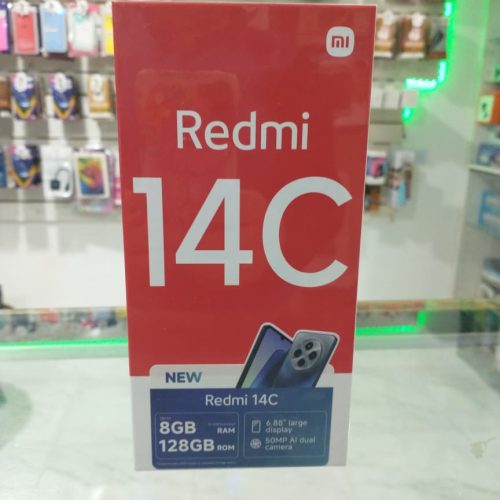 mi
Redmi
14C
NEW
Redmi 14C
8GB RAM
128GB ROM
6.88" large
display
50MP AI dual
camera